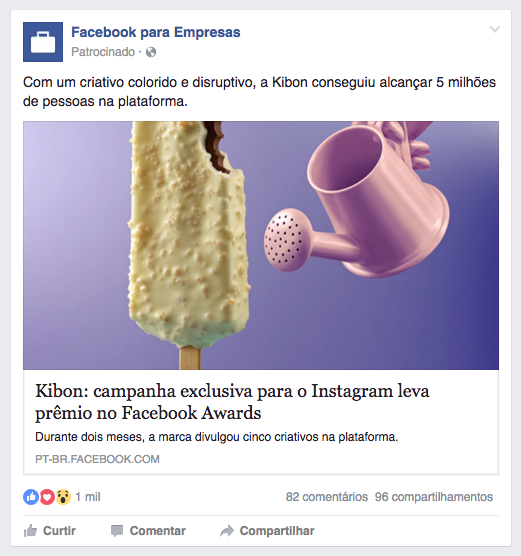 Facebook para Empresas
Patrocinado ·
Com um criativo colorido e disruptivo, a Kibon conseguiu alcançar 5 milhões
de pessoas na plataforma.
Kibon: campanha exclusiva para o Instagram leva
prêmio no Facebook Awards
Durante dois meses, a marca divulgou cinco criativos na plataforma.
PT-BR.FACEBOOK.COM
1 mil
82 comentários 96 compartilhamentos
Curtir Comentar Compartilhar